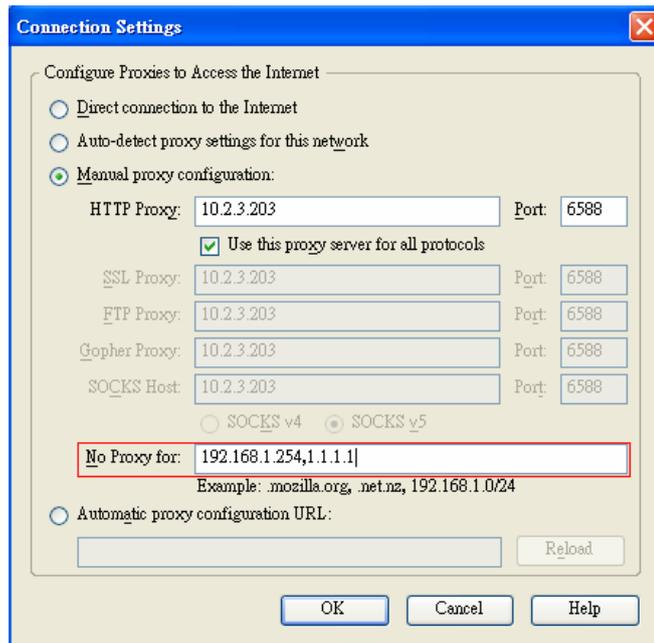 Connection Settings
Configure Proxies to Access the Internet
Direct connection to the Internet
Auto-detect proxy settings for this network
Manual proxy configuration:
HTTP Proxy: 10.2.3.203 Port: 6588
Use this proxy server for all protocols
SSL Proxy: 10.2.3.203 Port: 6588
FTP Proxy: 10.2.3.203 Port: 6588
Gopher Proxy: 10.2.3.203 Port: 6588
SOCKS Host: 10.2.3.203 Port: 6588
SOCKS v4 SOCKS v5
No Proxy for: 192.168.1.254,1.1.1.1
Example: .mozilla.org, .net.nz, 192.168.1.0/24
Automatic proxy configuration URL:
Reload
OK Cancel Help